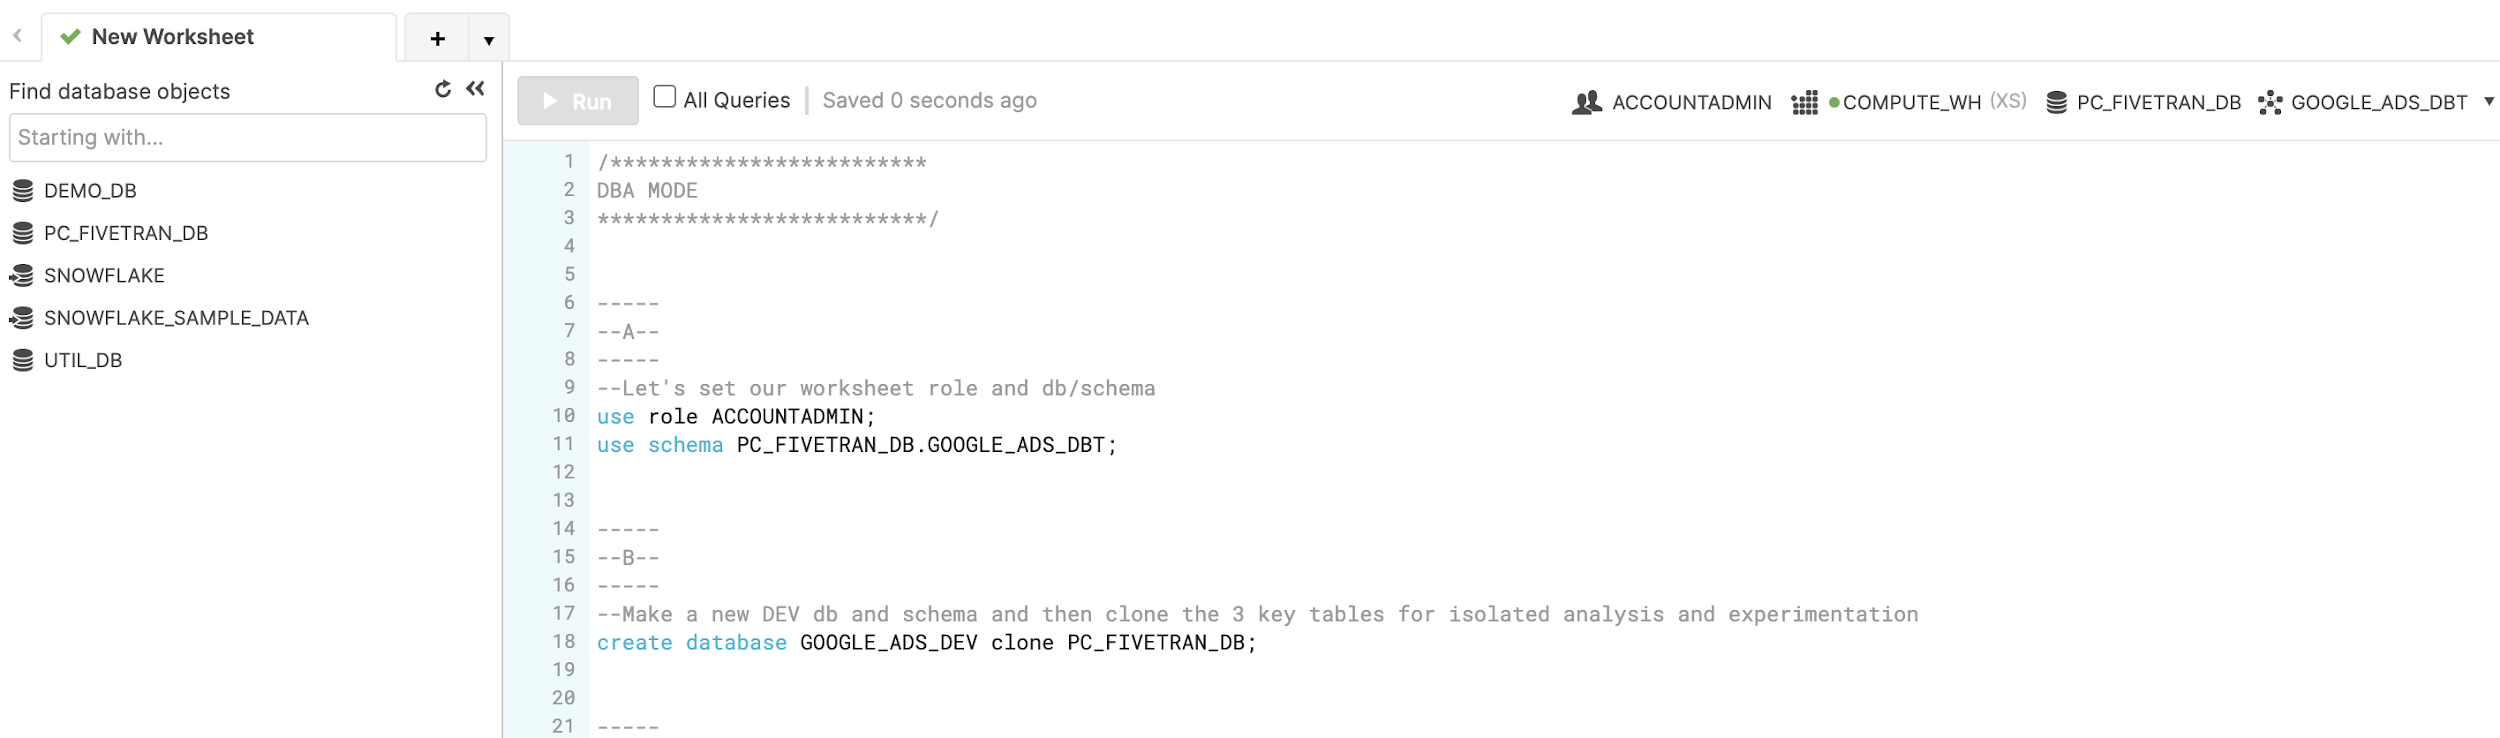 New Worksheet
+
Find database objects
Starting with...
DEMO_DB
PC_FIVETRAN_DB
SNOWFLAKE
SNOWFLAKE_SAMPLE_DATA
UTIL_DB
Run All Queries Saved 0 seconds ago ACCOUNTADMIN COMPUTE_WH (XS) PC_FIVETRAN_DB GOOGLE_ADS_DBT
1 /*************************
2 DBA MODE
3 **************************/
4
5
6 -----
7 --A--
8 -----
9 --Let's set our worksheet role and db/schema
10 use role ACCOUNTADMIN;
11 use schema PC_FIVETRAN_DB.GOOGLE_ADS_DBT;
12
13
14 -----
15 --B--
16 -----
17 --Make a new DEV db and schema and then clone the 3 key tables for isolated analysis and experimentation
18 create database GOOGLE_ADS_DEV clone PC_FIVETRAN_DB;
19
20
21 -----